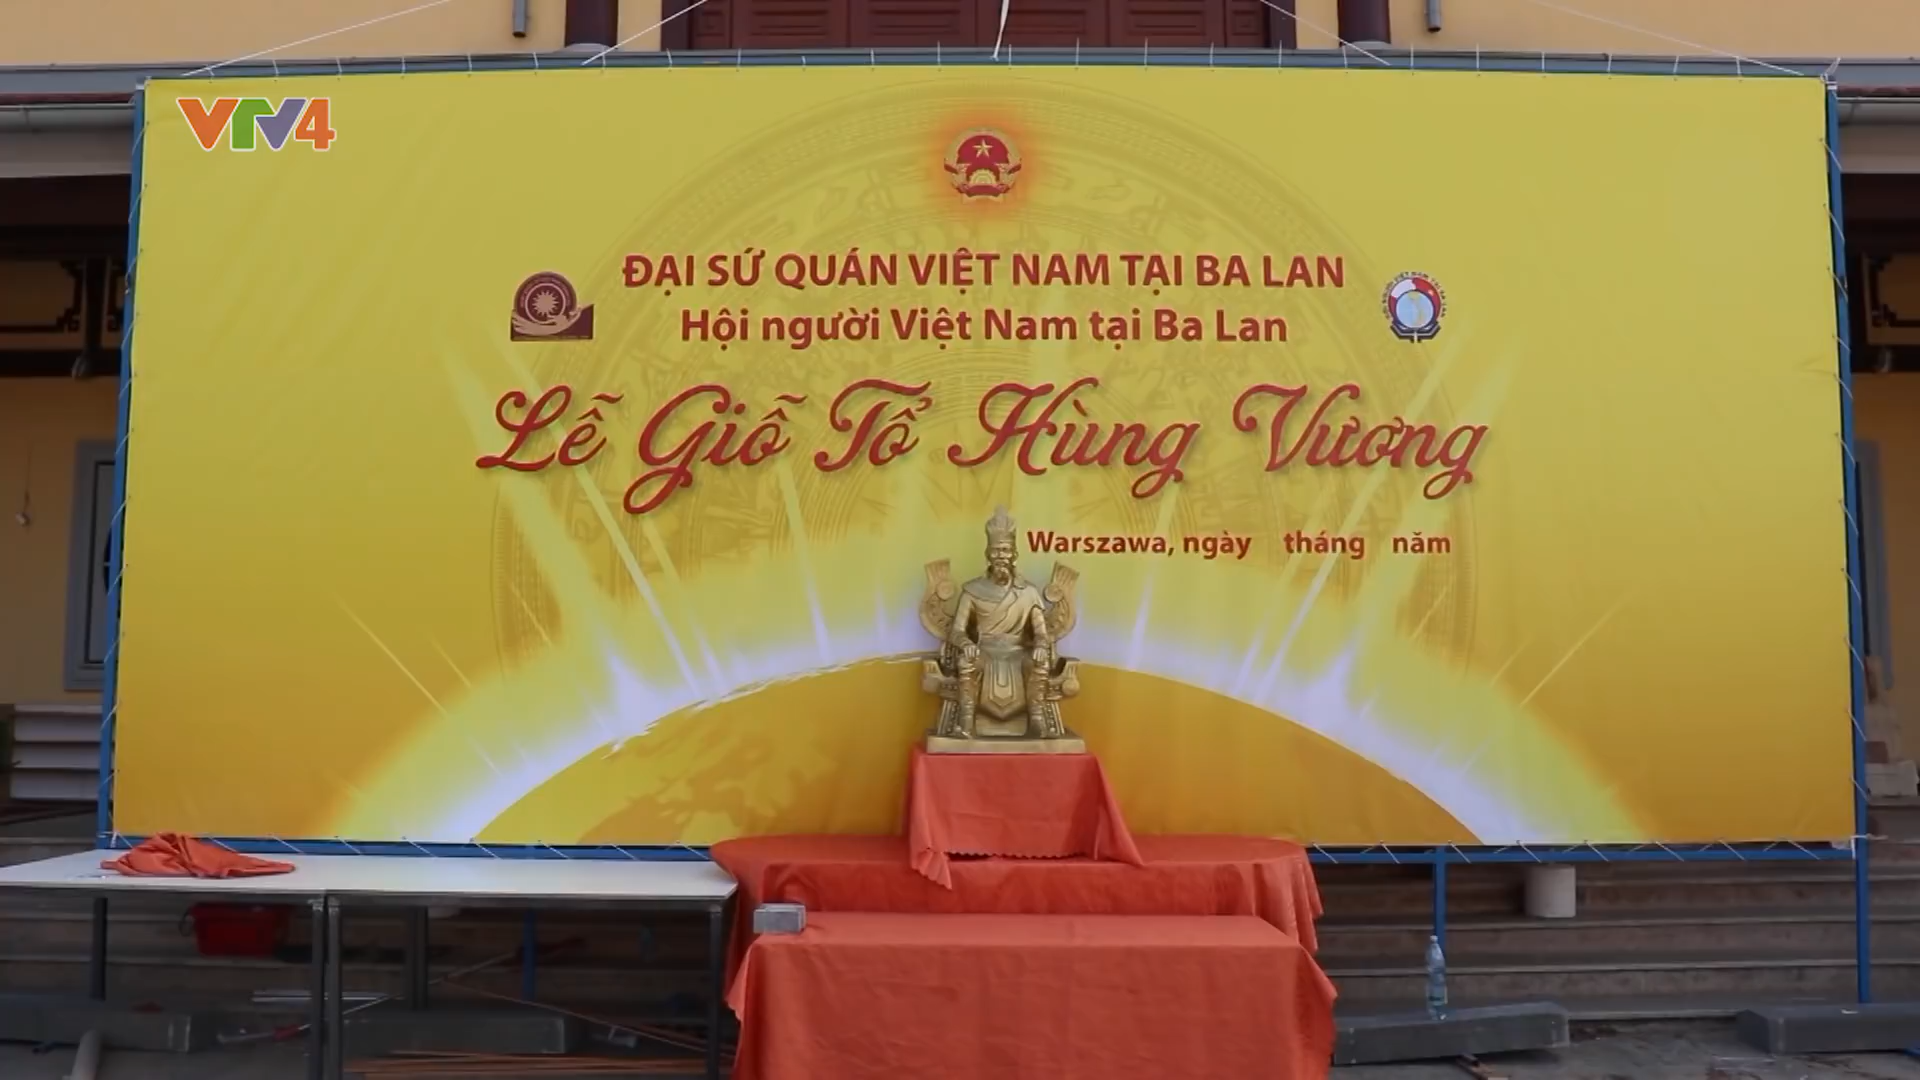 VTV4
ĐẠI SỨ QUÁN VIỆT NAM TẠI BA LAN
Hội người Việt Nam tại Ba Lan
Lễ Giỗ Tổ Hùng Vương
Warszawa, ngày tháng năm